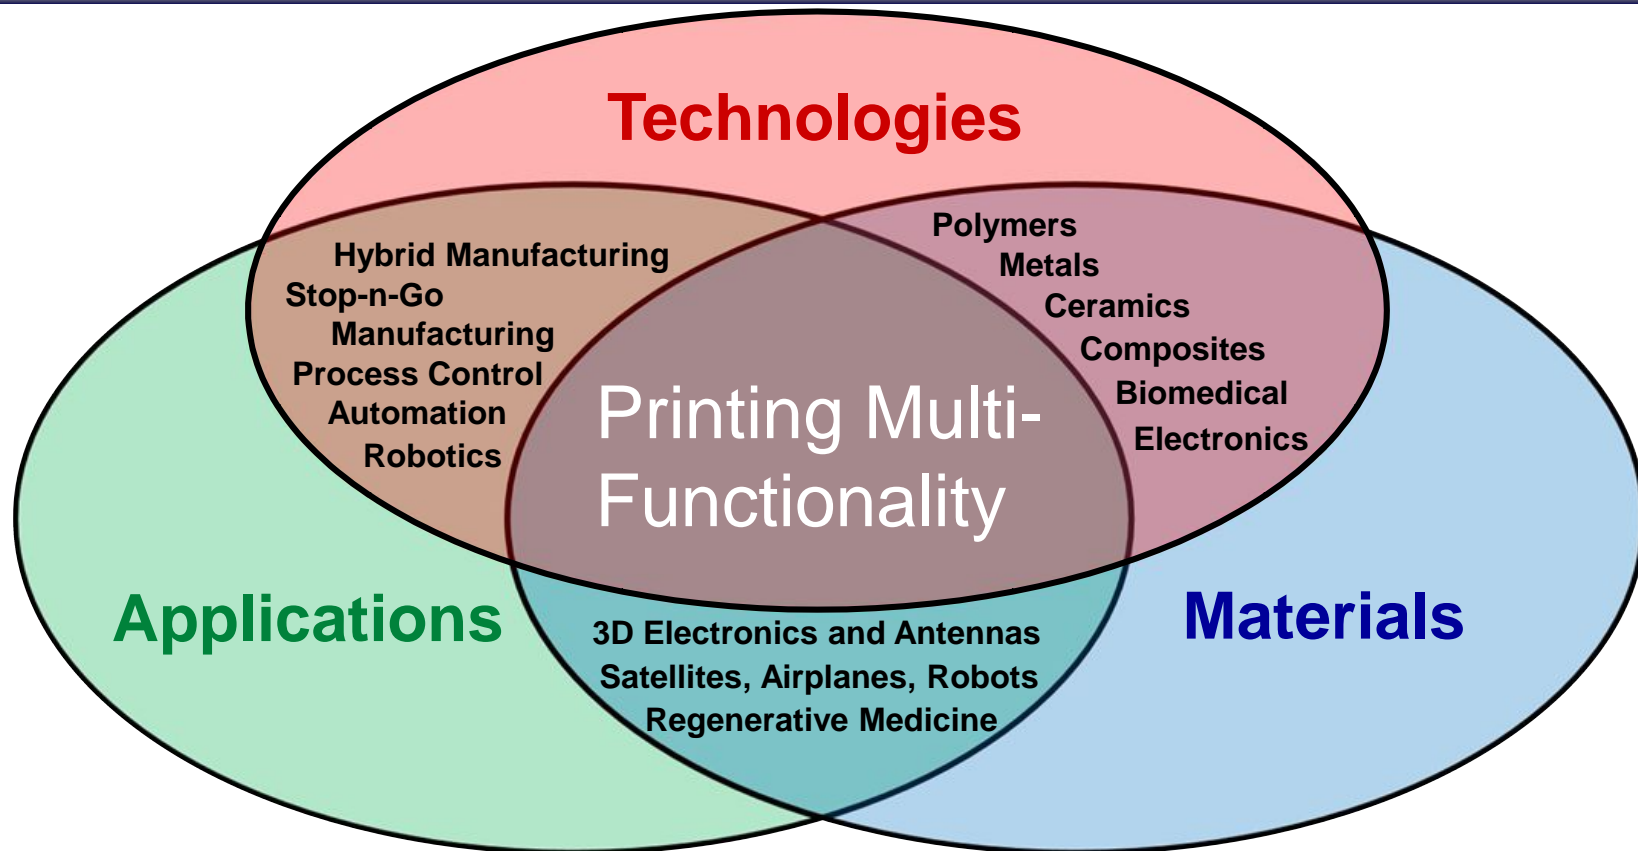 Technologies
Hybrid Manufacturing
Stop-n-Go
Manufacturing
Process Control
Automation
Robotics
Polymers
Metals
Ceramics
Composites
Biomedical
Electronics
Printing Multi-
Functionality
Applications
Materials
3D Electronics and Antennas
Satellites, Airplanes, Robots
Regenerative Medicine